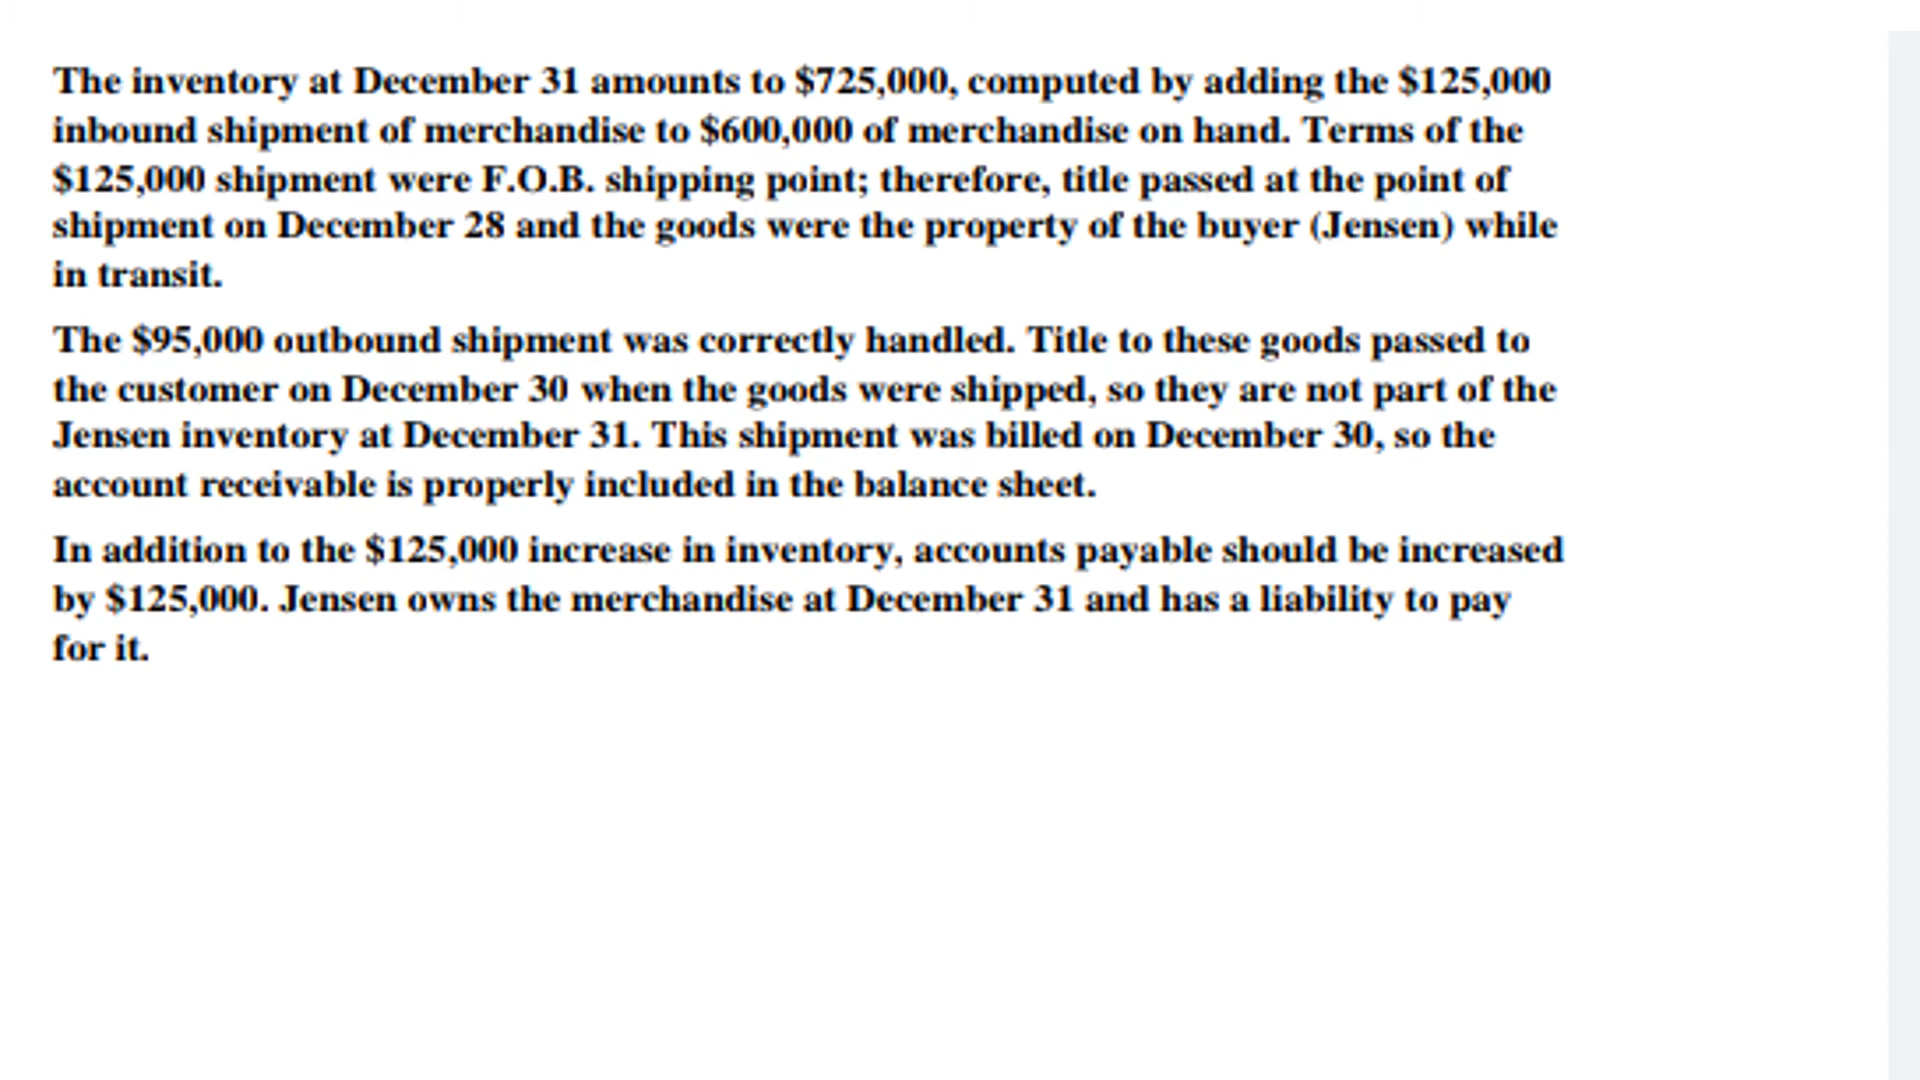 The inventory at December 31 amounts to $725,000, computed by adding the $125,000
inbound shipment of merchandise to $600,000 of merchandise on hand. Terms of the
$125,000 shipment were F.O.B. shipping point; therefore, title passed at the point of
shipment on December 28 and the goods were the property of the buyer (Jensen) while
in transit.
The $95,000 outbound shipment was correctly handled. Title to these goods passed to
the customer on December 30 when the goods were shipped, so they are not part of the
Jensen inventory at December 31. This shipment was billed on December 30, so the
account receivable is properly included in the balance sheet.
In addition to the $125,000 increase in inventory, accounts payable should be increased
by $125,000. Jensen owns the merchandise at December 31 and has a liability to pay
for it.